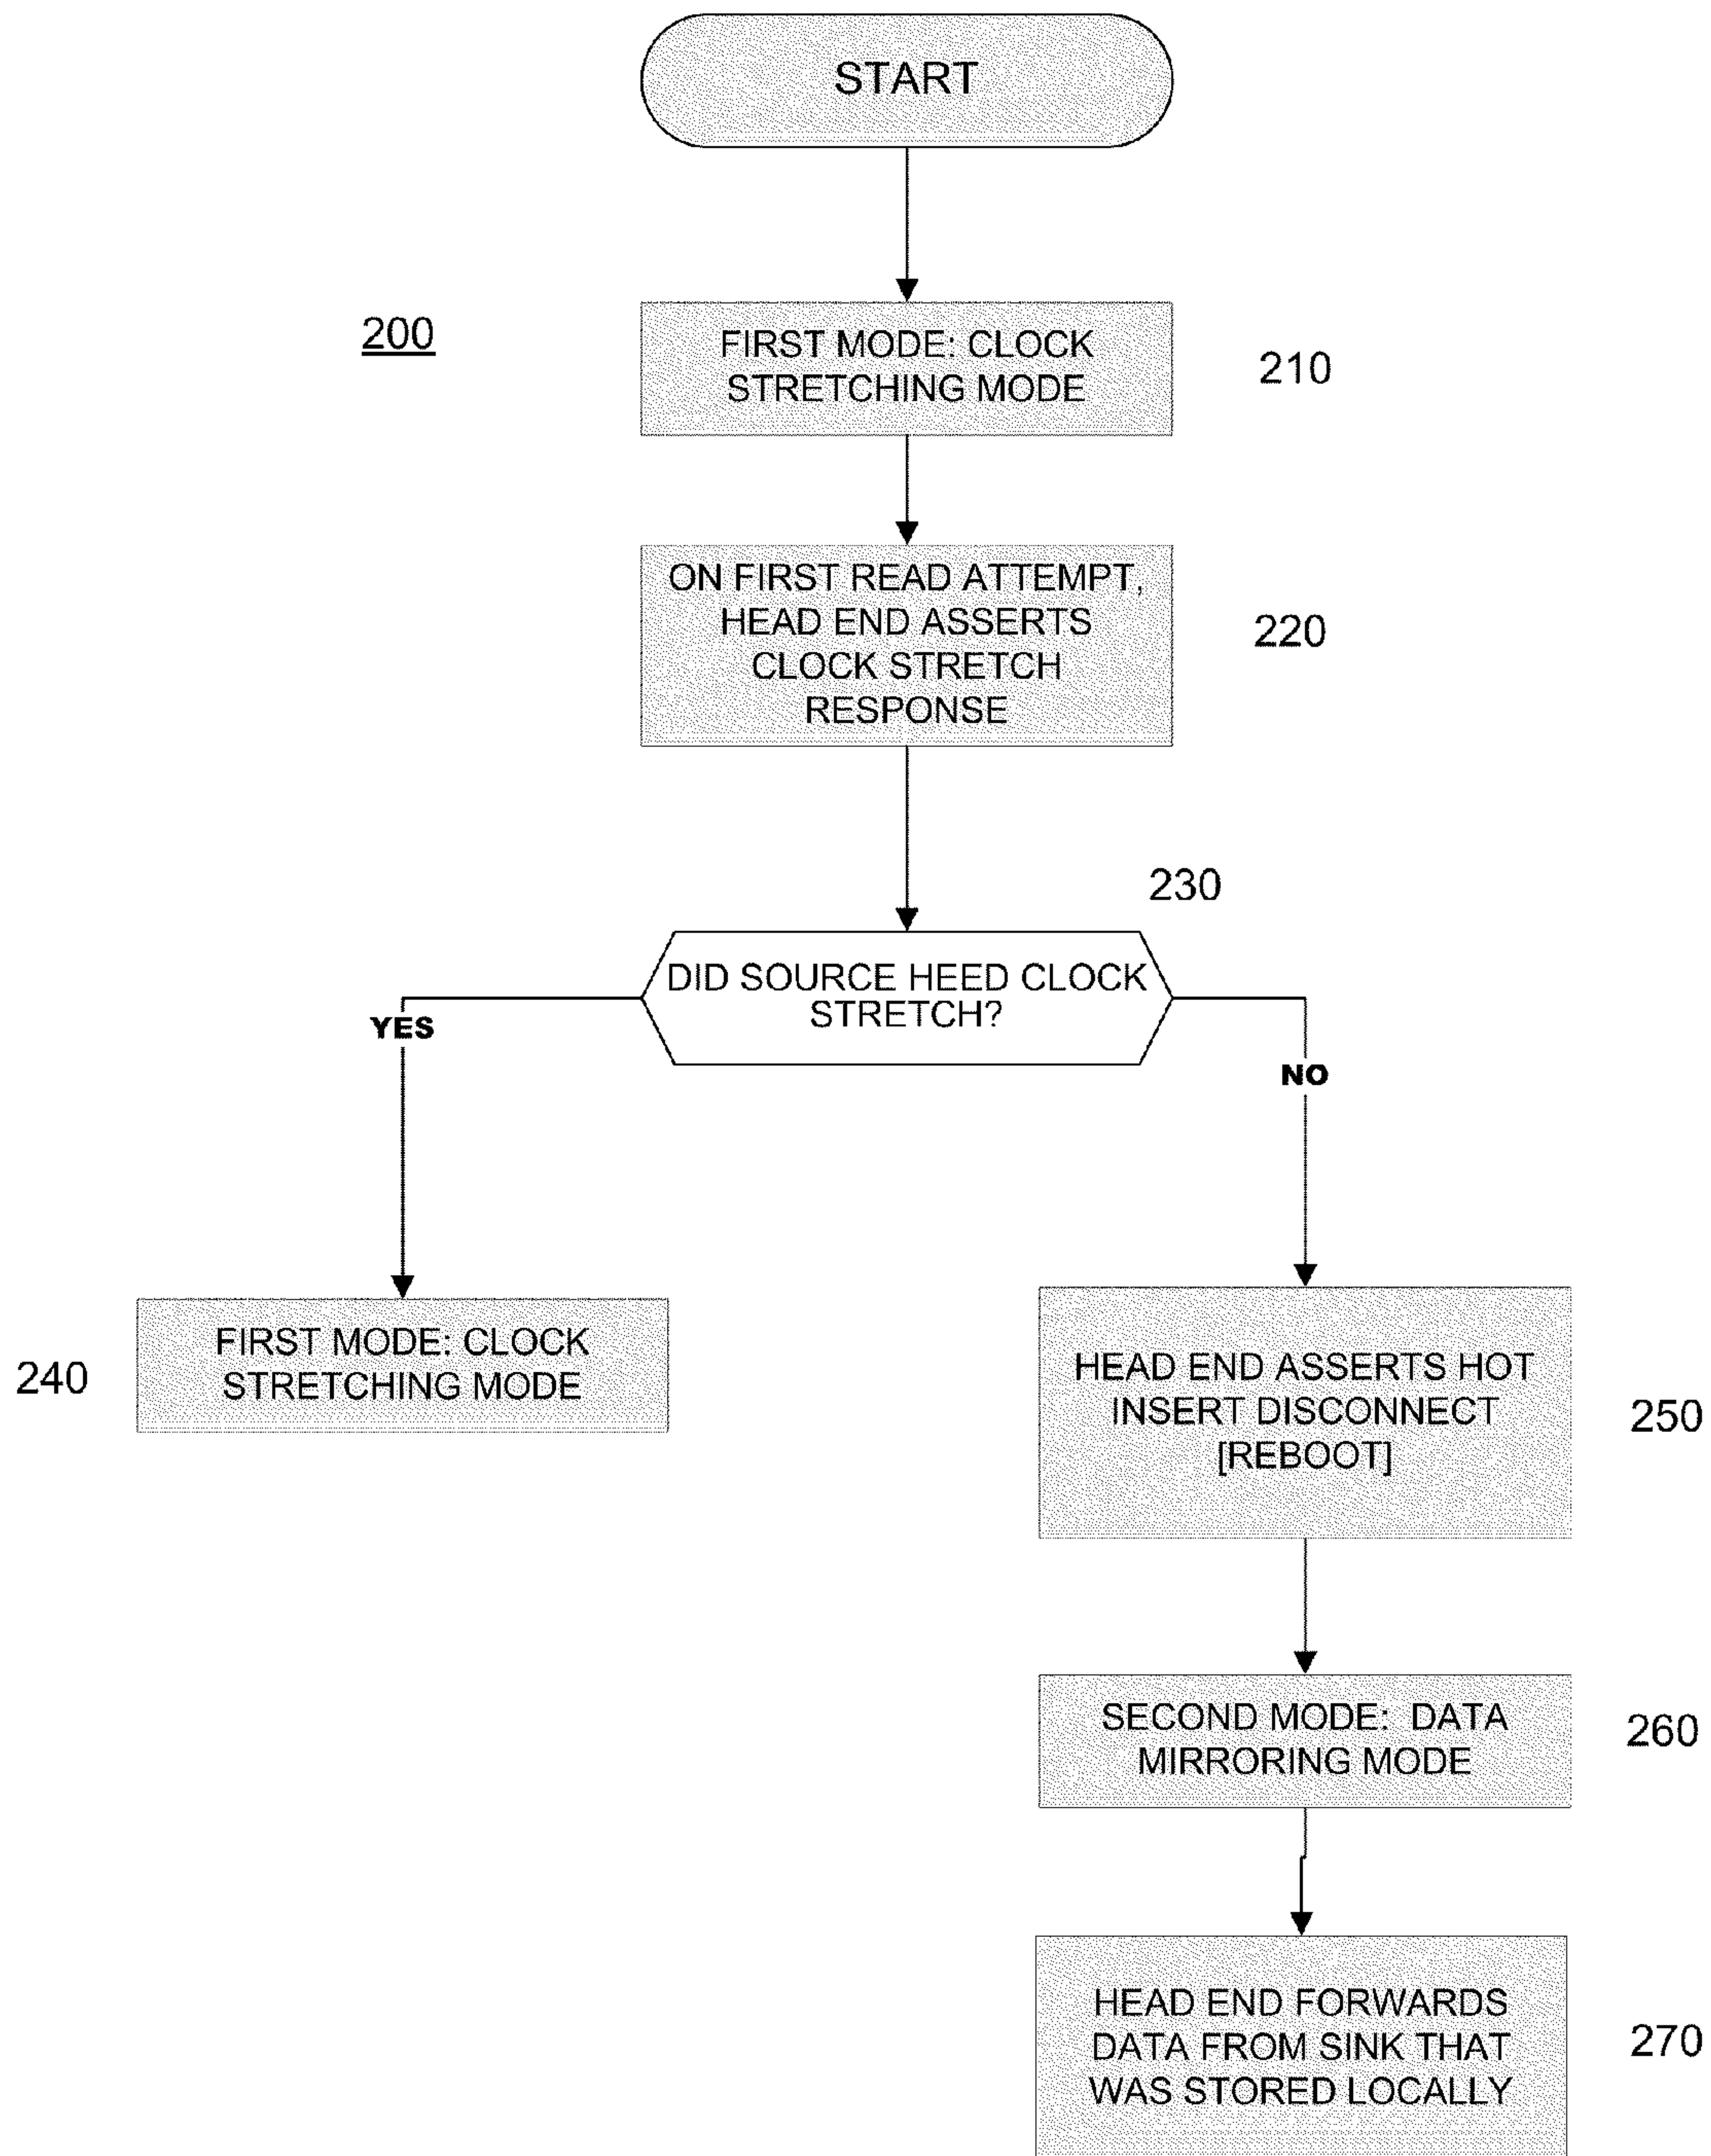 START
200
FIRST MODE: CLOCK
STRETCHING MODE
210
ON FIRST READ ATTEMPT,
HEAD END ASSERTS
CLOCK STRETCH
RESPONSE
220
230
DID SOURCE HEED CLOCK
STRETCH?
YES
NO
240
FIRST MODE: CLOCK
STRETCHING MODE
HEAD END ASSERTS HOT
INSERT DISCONNECT
[REBOOT]
250
SECOND MODE: DATA
MIRRORING MODE
260
HEAD END FORWARDS
DATA FROM SINK THAT
WAS STORED LOCALLY
270